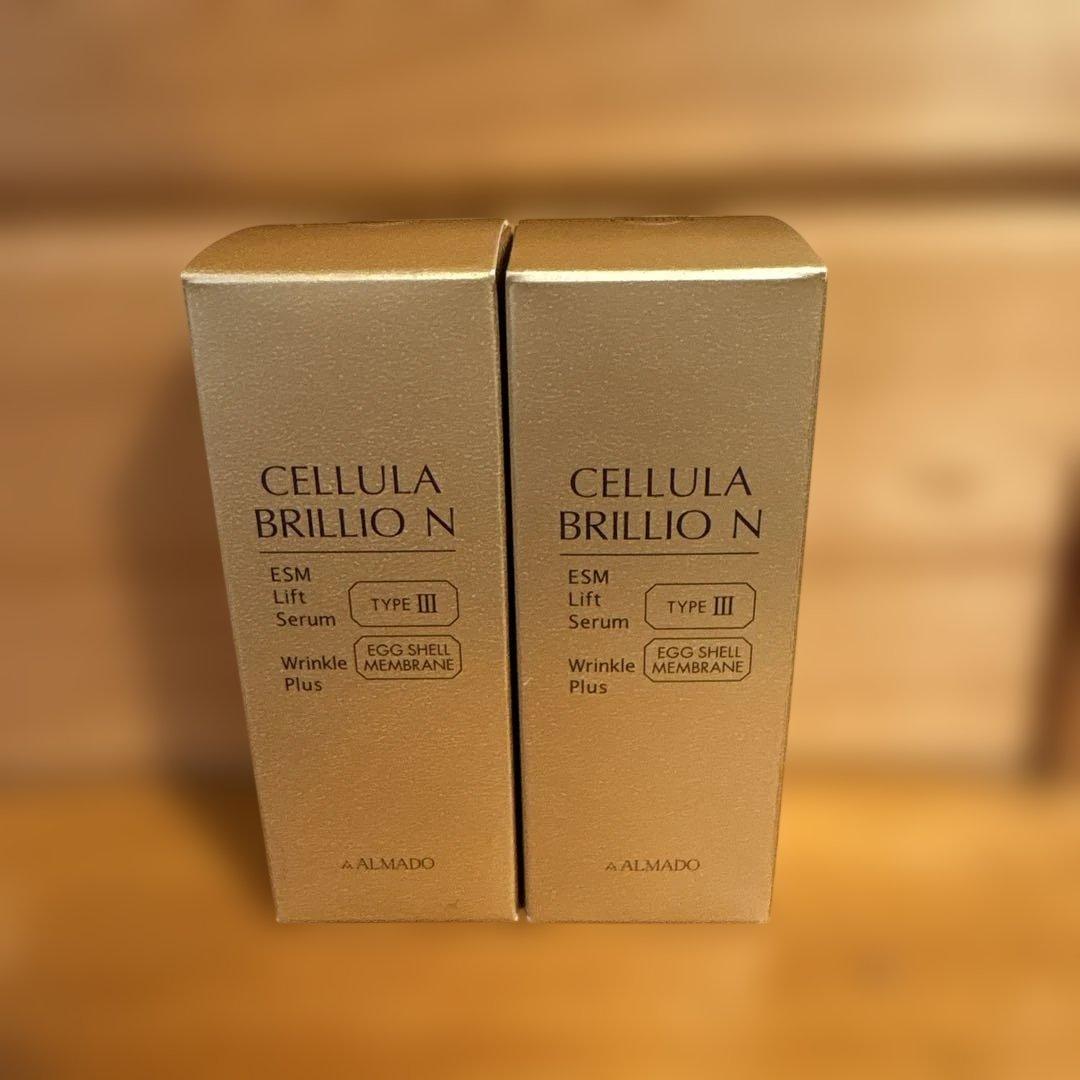 CELLULA
BRILLIO N
ESM
Lift
Serum
TYPE III
Wrinkle
Plus
EGG SHELL
MEMBRANE
ALMADO
CELLULA
BRILLIO N
ESM
Lift
Serum
TYPE III
Wrinkle
Plus
EGG SHELL
MEMBRANE
ALMADO